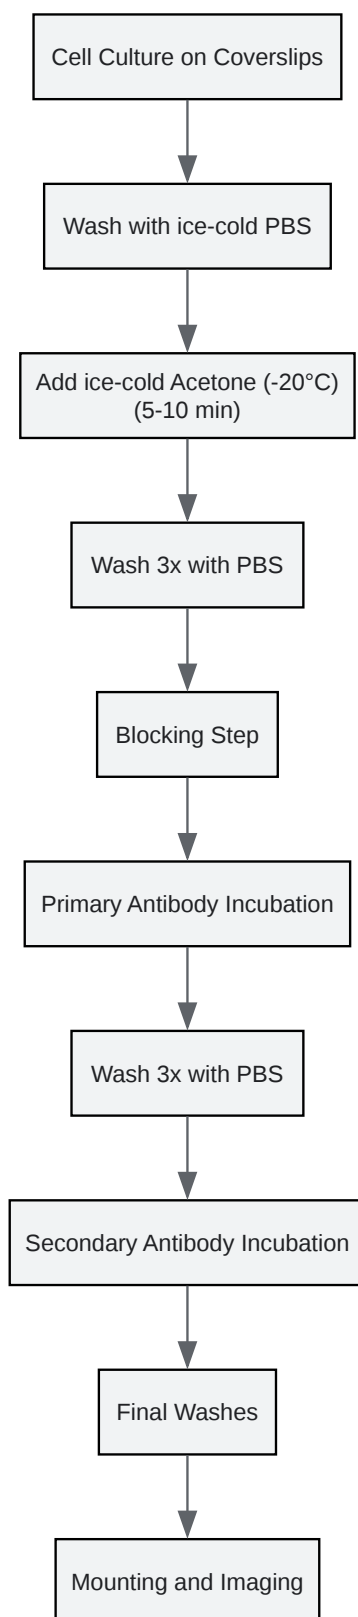 Cell Culture on Coverslips
Wash with ice-cold PBS
Add ice-cold Acetone (-20°C)
(5-10 min)
Wash 3x with PBS
Blocking Step
Primary Antibody Incubation
Wash 3x with PBS
Secondary Antibody Incubation
Final Washes
Mounting and Imaging